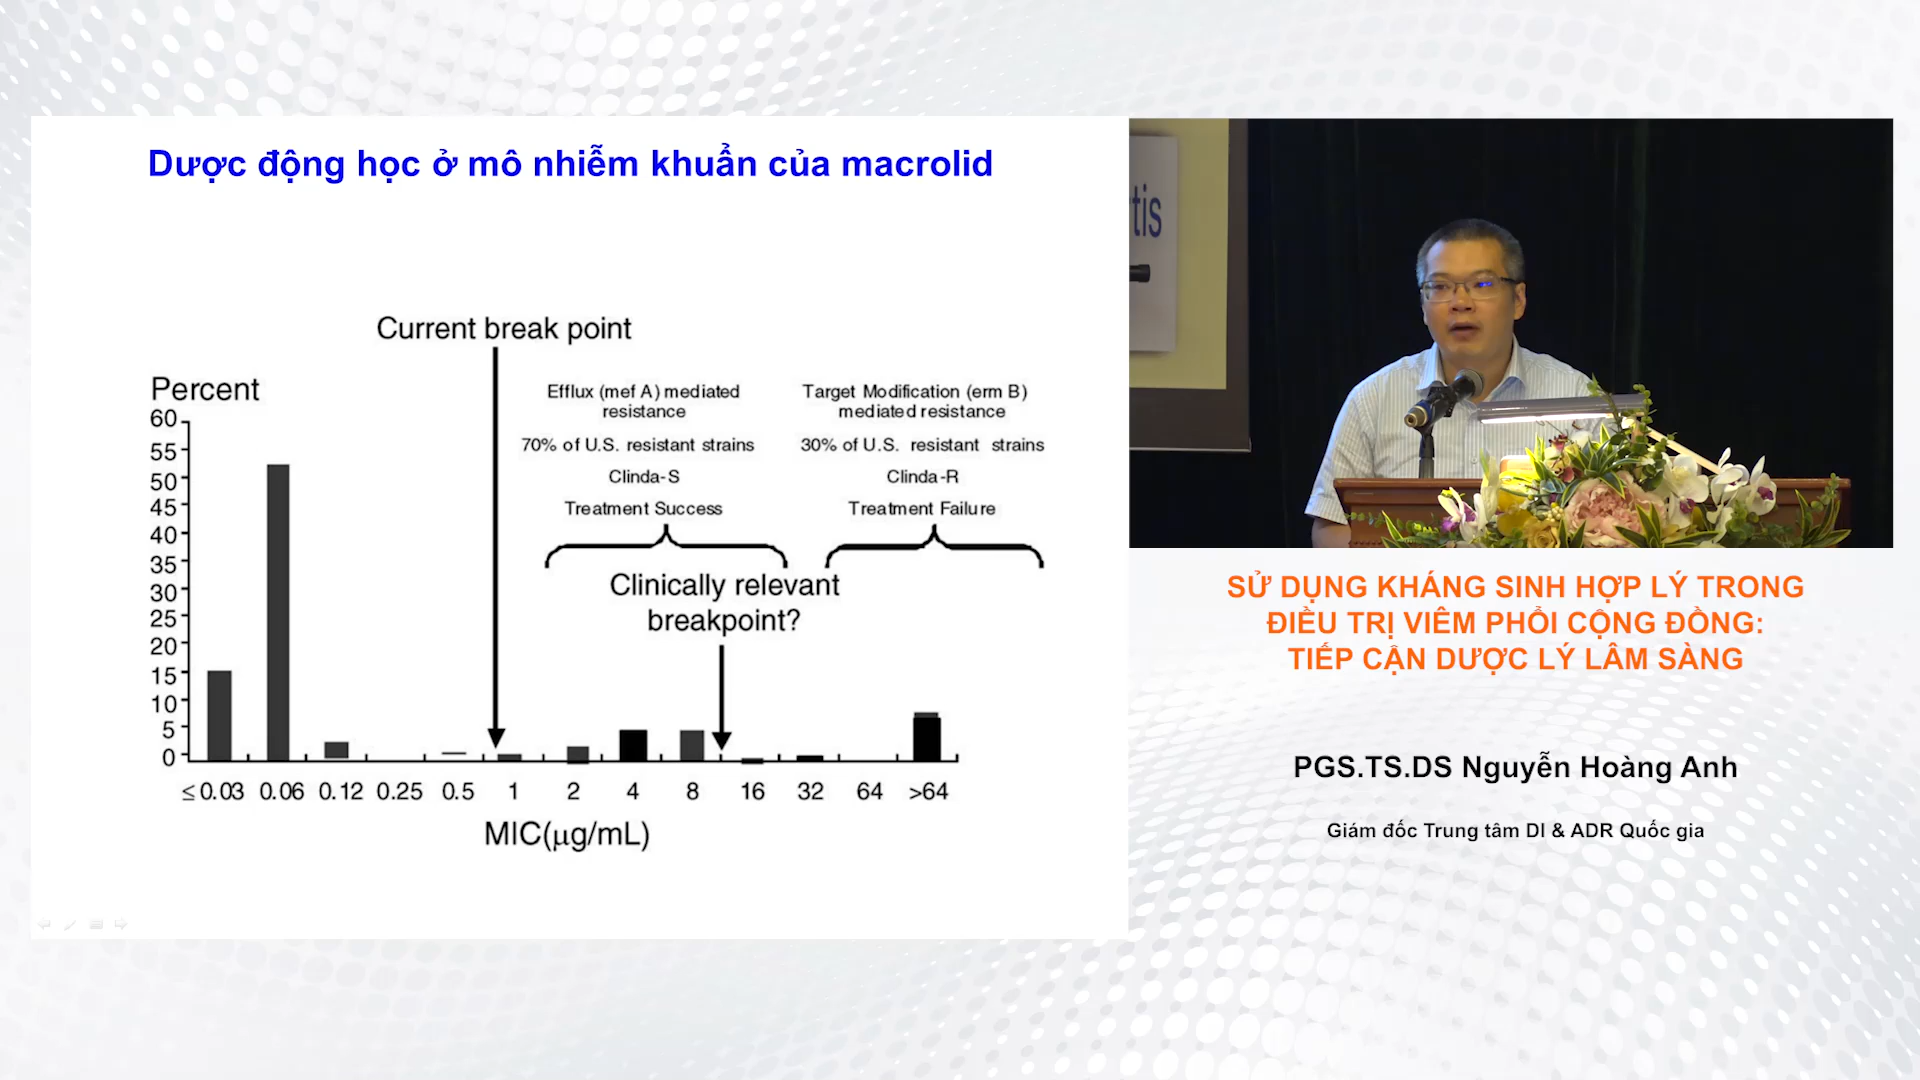 Dược động học ở mô nhiễm khuẩn của macrolid
Current break point
Percent
60
55
50
45
40
35
30
25
20
15
10
5
0
Efflux (mef A) mediated
resistance
70% of U.S. resistant strains
Clinda-S
Treatment Success
Target Modification (erm B)
mediated resistance
30% of U.S. resistant strains
Clinda-R
Treatment Failure
Clinically relevant
breakpoint?
≤0.03 0.06 0.12 0.25 0.5 1 2 4 8 16 32 64 >64
MIC(μg/mL)
tis
SỬ DỤNG KHÁNG SINH HỢP LÝ TRONG
ĐIỀU TRỊ VIÊM PHỔI CỘNG ĐỒNG:
TIẾP CẬN DƯỢC LÝ LÂM SÀNG
PGS.TS.DS Nguyễn Hoàng Anh
Giám đốc Trung tâm DI & ADR Quốc gia